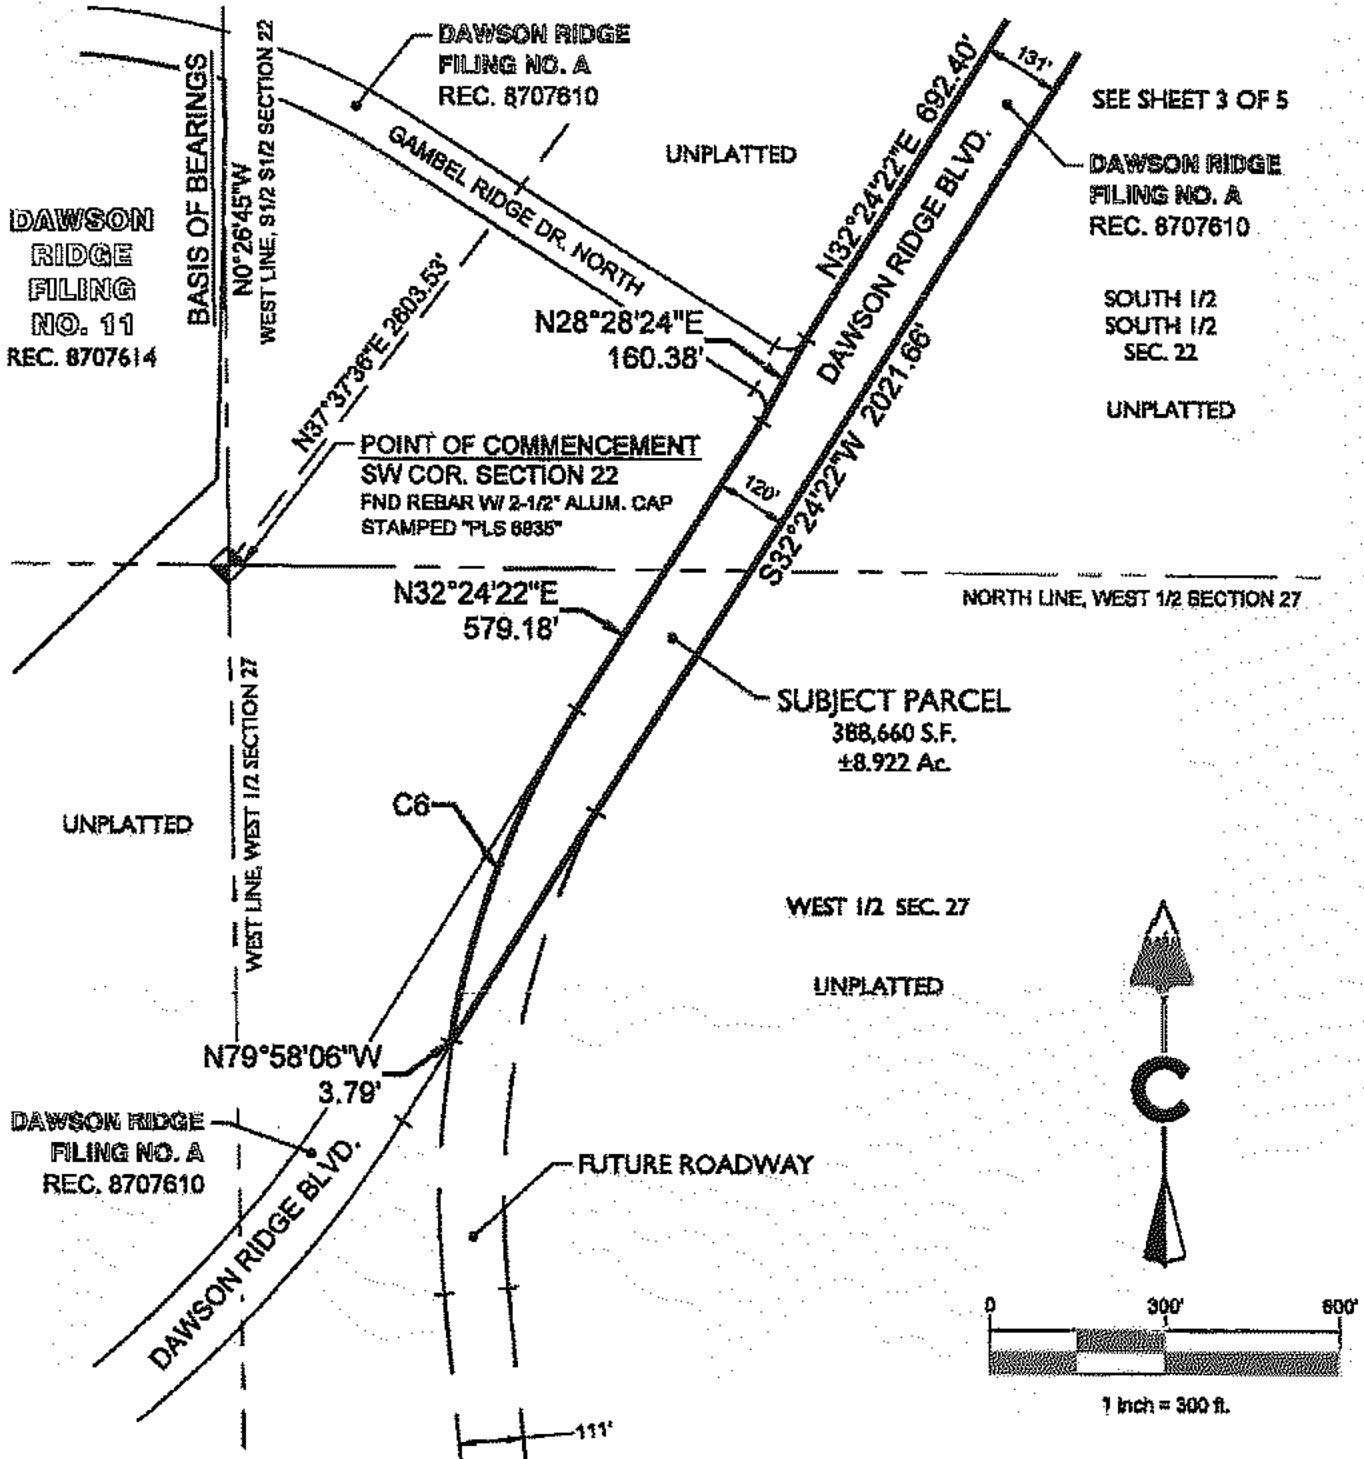 DAWSON RIDGE
FILING NO. A
REC. 8707610
131'
SEE SHEET 3 OF 5
BASIS OF BEARINGS
N0°26'45"W
WEST LINE, S1/2 S1/2 SECTION 22
GAMBEL RIDGE DR. NORTH
UNPLATTED
N32°24'22"E 692.40'
DAWSON RIDGE BLVD.
DAWSON RIDGE
FILING NO. A
REC. 8707610
DAWSON
RIDGE
FILING
NO. 11
REC. 8707614
N37°37'36"E 2603.53'
N28°28'24"E
160.38'
SOUTH 1/2
SOUTH 1/2
SEC. 22
UNPLATTED
S32°24'22"W 2021.66'
POINT OF COMMENCEMENT
SW COR. SECTION 22
FND REBAR W/ 2-1/2" ALUM. CAP
STAMPED "PLS 6935"
120'
N32°24'22"E
579.18'
NORTH LINE, WEST 1/2 SECTION 27
WEST LINE, WEST 1/2 SECTION 27
SUBJECT PARCEL
388,660 S.F.
±8.922 Ac.
UNPLATTED
C6
WEST 1/2 SEC. 27
UNPLATTED
N79°58'06"W
3.79'
C
DAWSON RIDGE
FILING NO. A
REC. 8707610
DAWSON RIDGE BLVD.
FUTURE ROADWAY
0 300' 600'
1 inch = 300 ft.
111'